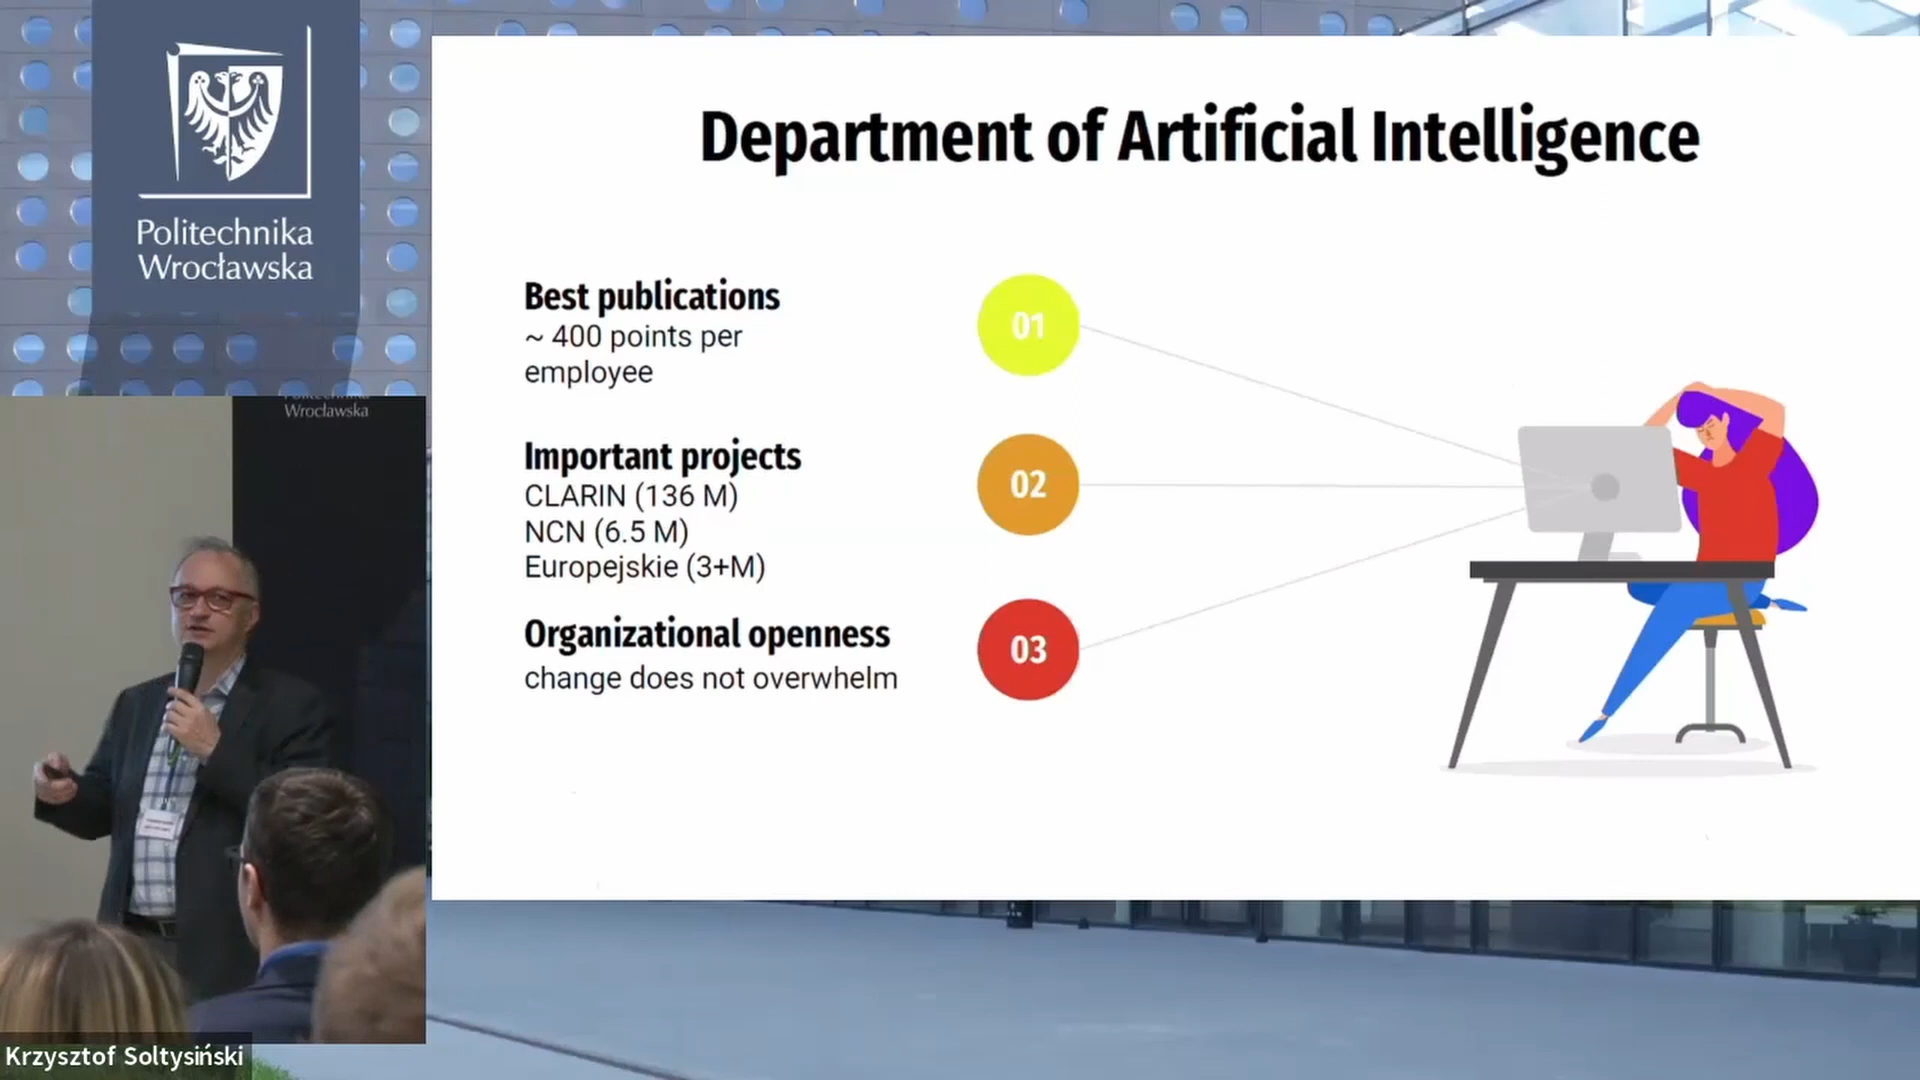 Politechnika
Wrocławska
Department of Artificial Intelligence
Best publications
~ 400 points per
employee
01
Important projects
CLARIN (136 M)
NCN (6.5 M)
Europejskie (3+M)
02
Organizational openness
change does not overwhelm
03
Politechnika
Wrocławska
Krzysztof Soltysiński